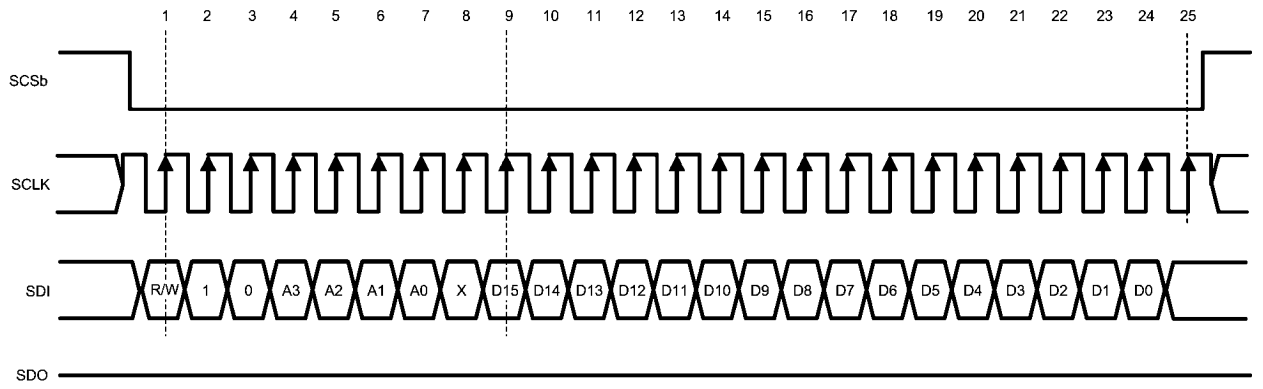 1 2 3 4 5 6 7 8 9 10 11 12 13 14 15 16 17 18 19 20 21 22 23 24 25
SCSb
SCLK
SDI R/W 1 0 A3 A2 A1 A0 X D15 D14 D13 D12 D11 D10 D9 D8 D7 D6 D5 D4 D3 D2 D1 D0
SDO